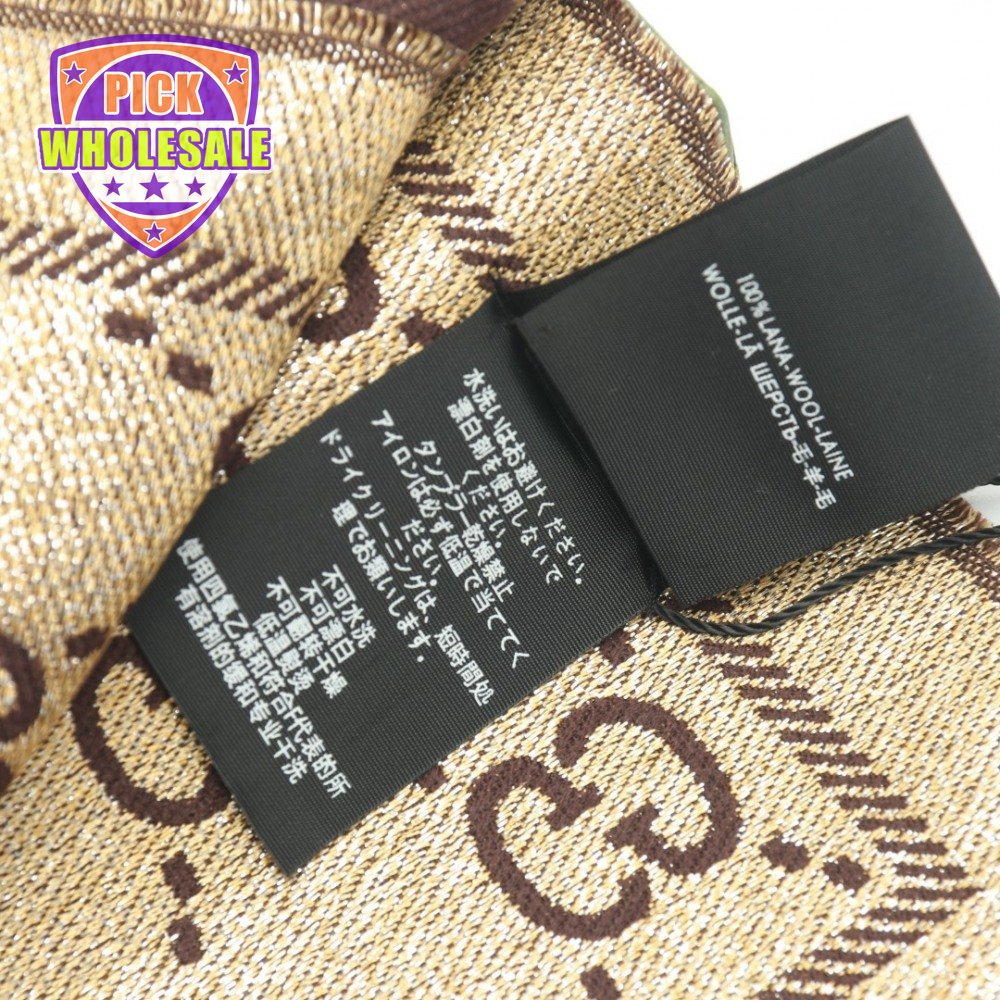 PICK
WHOLESALE
100% LANA-WOOL-LAINE
WOLLE-LÃ ШЕРСТЬ-毛-羊-毛
水洗いはお避けください.
漂白剤を使用しないで
ください.
タンブラー乾燥禁止
アイロンは必ず低温で当ててく
ださい.
ドライクリーニングは、短時間処
理でお願いします.
不可水洗
不可漂白
不可翻转干燥
低温熨烫
使用四氯乙烯和符合F代表的所
有溶剂的缓和专业干洗